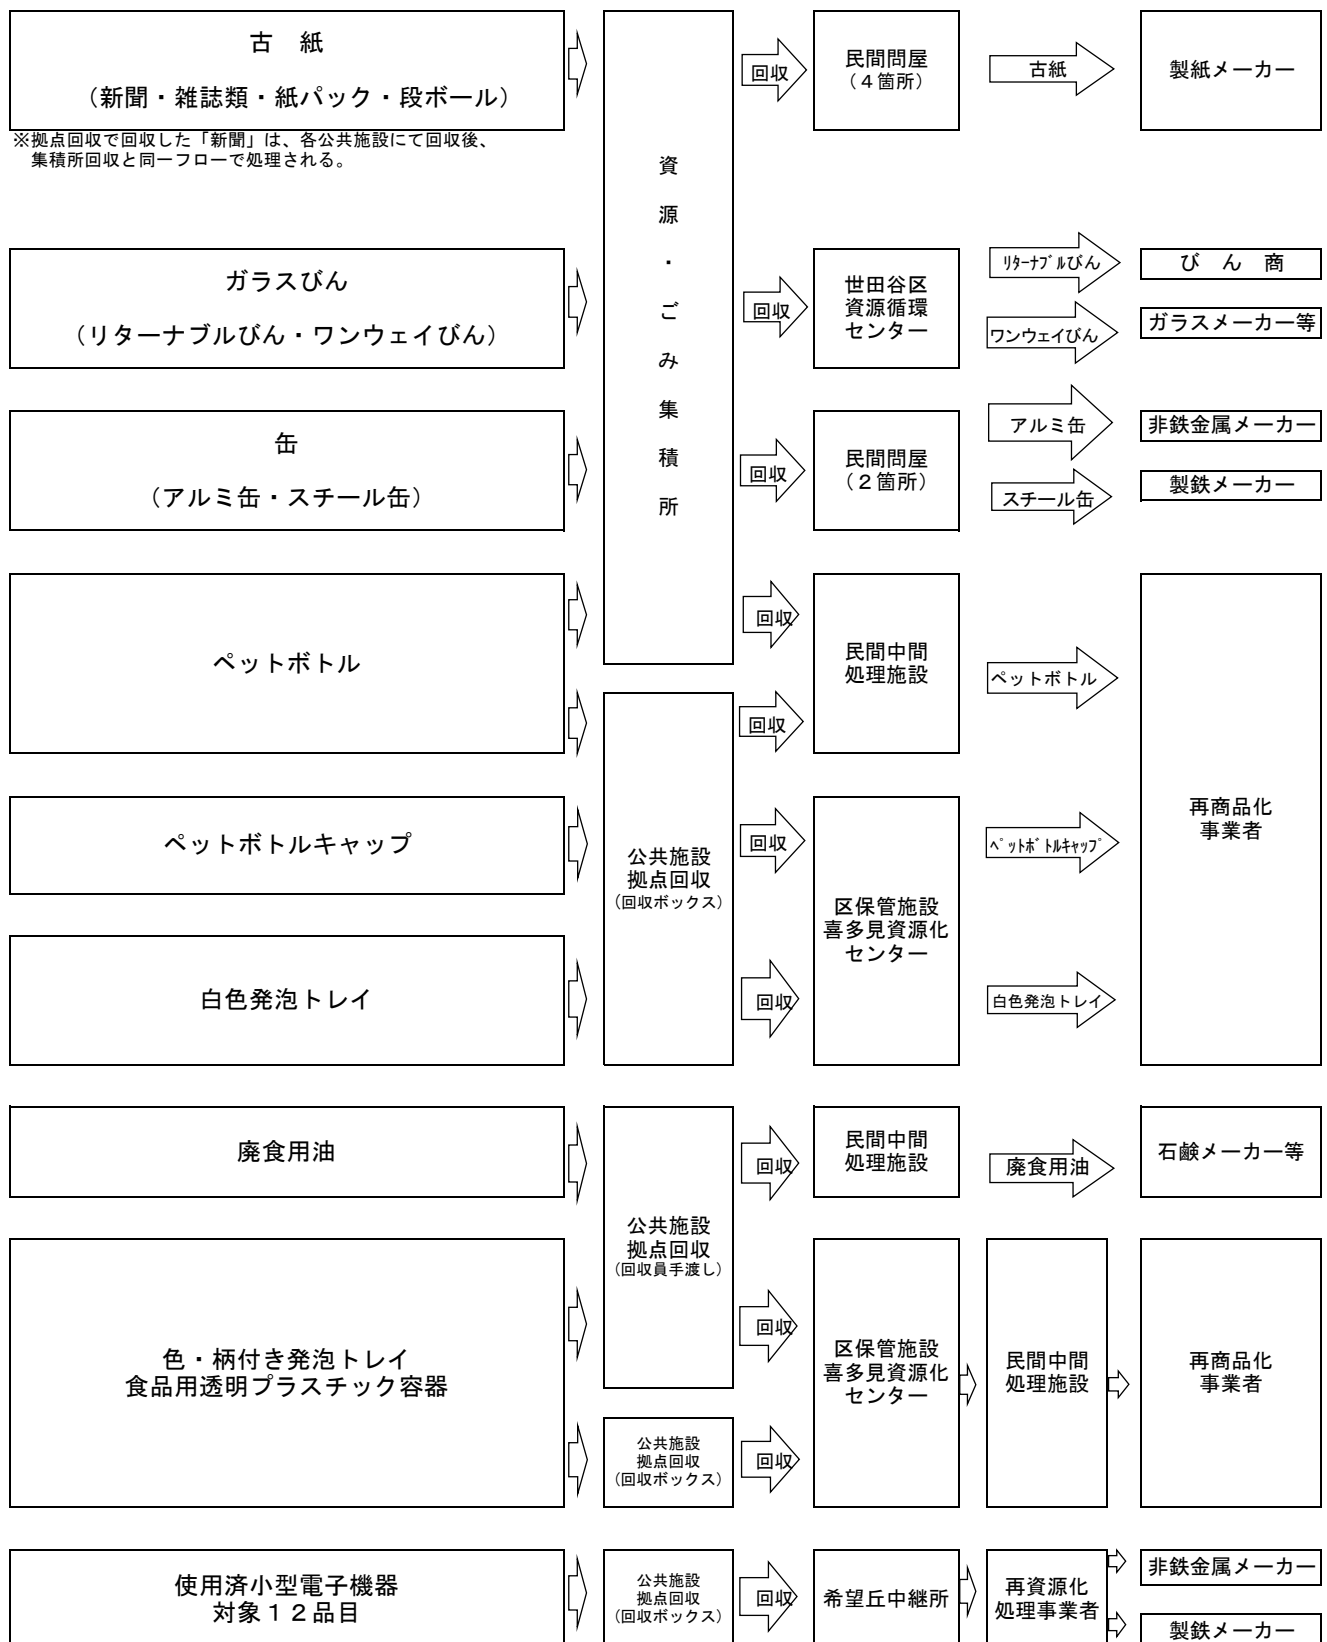 古　紙
（新聞・雑誌類・紙パック・段ボール）
※拠点回収で回収した「新聞」は、各公共施設にて回収後、
集積所回収と同一フローで処理される。
資源・ごみ集積所
回収
民間問屋
（４箇所）
古紙
製紙メーカー
ガラスびん
（リターナブルびん・ワンウェイびん）
回収
世田谷区
資源循環
センター
ﾘﾀｰﾅﾌﾞﾙびん
び　ん　商
ワンウェイびん
ガラスメーカー等
缶
（アルミ缶・スチール缶）
回収
民間問屋
（２箇所）
アルミ缶
非鉄金属メーカー
スチール缶
製鉄メーカー
ペットボトル
回収
回収
民間中間
処理施設
ペットボトル
再商品化
事業者
ペットボトルキャップ
公共施設
拠点回収
（回収ボックス）
回収
区保管施設
喜多見資源化
センター
ﾍﾟｯﾄﾎﾞﾄﾙｷｬｯﾌﾟ
白色発泡トレイ
回収
白色発泡トレイ
廃食用油
公共施設
拠点回収
（回収員手渡し）
回収
民間中間
処理施設
廃食用油
石鹸メーカー等
色・柄付き発泡トレイ
食品用透明プラスチック容器
回収
区保管施設
喜多見資源化
センター
民間中間
処理施設
再商品化
事業者
公共施設
拠点回収
（回収ボックス）
回収
使用済小型電子機器
対象１２品目
公共施設
拠点回収
（回収ボックス）
回収
希望丘中継所
再資源化
処理事業者
非鉄金属メーカー
製鉄メーカー